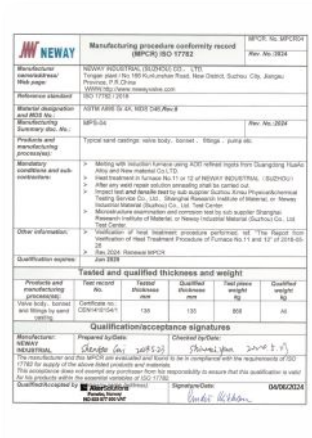 MPCR. No. MPCR04
NEWAY
Manufacturing procedure conformity record
(MPCR) ISO 17782
Rev. No.:2024
Manufacturer
name/address/
Web page:
NEWAY INDUSTRIAL (SUZHOU) CO., LTD.
Tongan plant / No.166 Kunlunshan Road, New District, Suzhou City, Jiangsu
Province, P.R.China
WWW.http://www.newayvalve.com
Reference standard
ISO 17782 / 2018
Material designation
and MDS No.:
ASTM A995 Gr 4A, MDS D46,
Manufacturing
Summary doc. No.:
MPS-04
Rev. No.:2024
Products and
manufacturing
process(es):
Typical sand castings: valve body, bonnet, fittings, pump etc.
Mandatory
conditions and sub-
contractors:
> Melting with induction furnace using AOD refined ingots from Guangdong HuaAo
Alloy and New material Co.LTD.
> Heat treatment in furnace No.11 or 12 of NEWAY INDUSTRIAL (SUZHOU)
> After any weld repair solution annealing shall be carried out
> Impact test and tensile test by sub supplier Suzhou Xinsu Physical/chemical
Testing Service Co., Ltd., Shanghai Research Institute of Material, or Neway
Industrial Material (Suzhou) Co., Ltd. Test Center.
> Microstructure examination and corrosion test by sub supplier Shanghai
Research Institute of material, or Neway Industrial Material (Suzhou) Co., Ltd
Test Center.
Other information:
> Verification of heat treatment procedure performed, ref. "The Report from
Verification of Heat Treatment Procedure of Furnace No.11 and 12" of 2018-05-
28
> Rev.2024: Renewal MPCR
Qualification expires:
Jun 2029
Tested and qualified thickness and weight
Products and
manufacturing
process(es)
Test record
No.
Tested
thickness
mm
Qualified
thickness
mm
Test piece
weight
kg
Qualified
weight
kg
Valve body, bonnet
and fittings by sand
casting
Certificate no.:
130
130
808
All
Qualification/acceptance signatures
Manufacturer:
NEWAY
INDUSTRIAL
Prepared by/Date:
Checked by/Date:
The manufacturer and this MPCR are evaluated and found to be in compliance with the requirements of ISO
17782 for supply of the above listed products and materials.
This acceptance does not exempt any purchaser from his responsibility to ensure that this qualification is valid
for his products within the essential variables of ISO 17782.
Qualified/Accepted by
AkerSolutions
Signature/Date:
04/06/2024